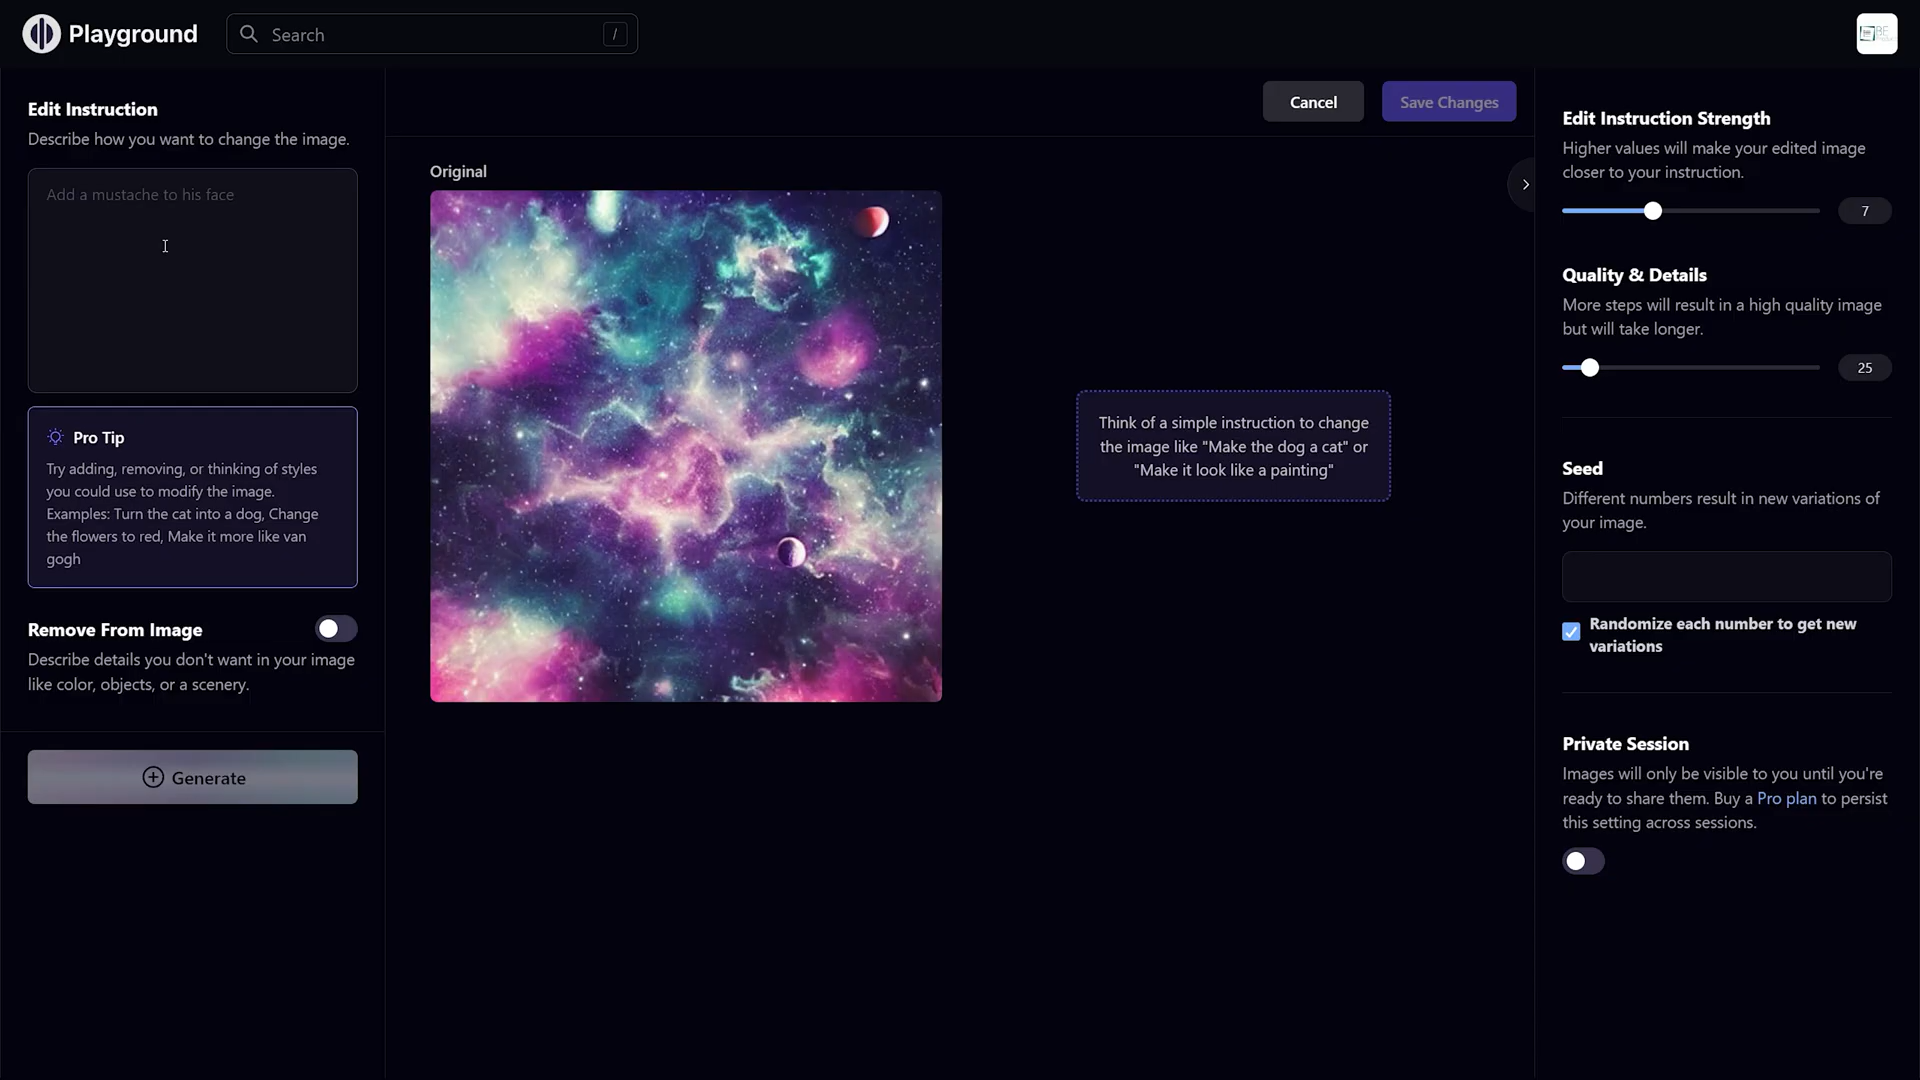 Playground
Search
/
Edit Instruction
Describe how you want to change the image.
Add a mustache to his face
Pro Tip
Try adding, removing, or thinking of styles
you could use to modify the image.
Examples: Turn the cat into a dog, Change
the flowers to red, Make it more like van
gogh
Remove From Image
Describe details you don't want in your image
like color, objects, or a scenery.
Generate
Cancel
Save Changes
Original
Think of a simple instruction to change
the image like "Make the dog a cat" or
"Make it look like a painting"
Edit Instruction Strength
Higher values will make your edited image
closer to your instruction.
7
Quality & Details
More steps will result in a high quality image
but will take longer.
25
Seed
Different numbers result in new variations of
your image.
Randomize each number to get new
variations
Private Session
Images will only be visible to you until you're
ready to share them. Buy a Pro plan to persist
this setting across sessions.